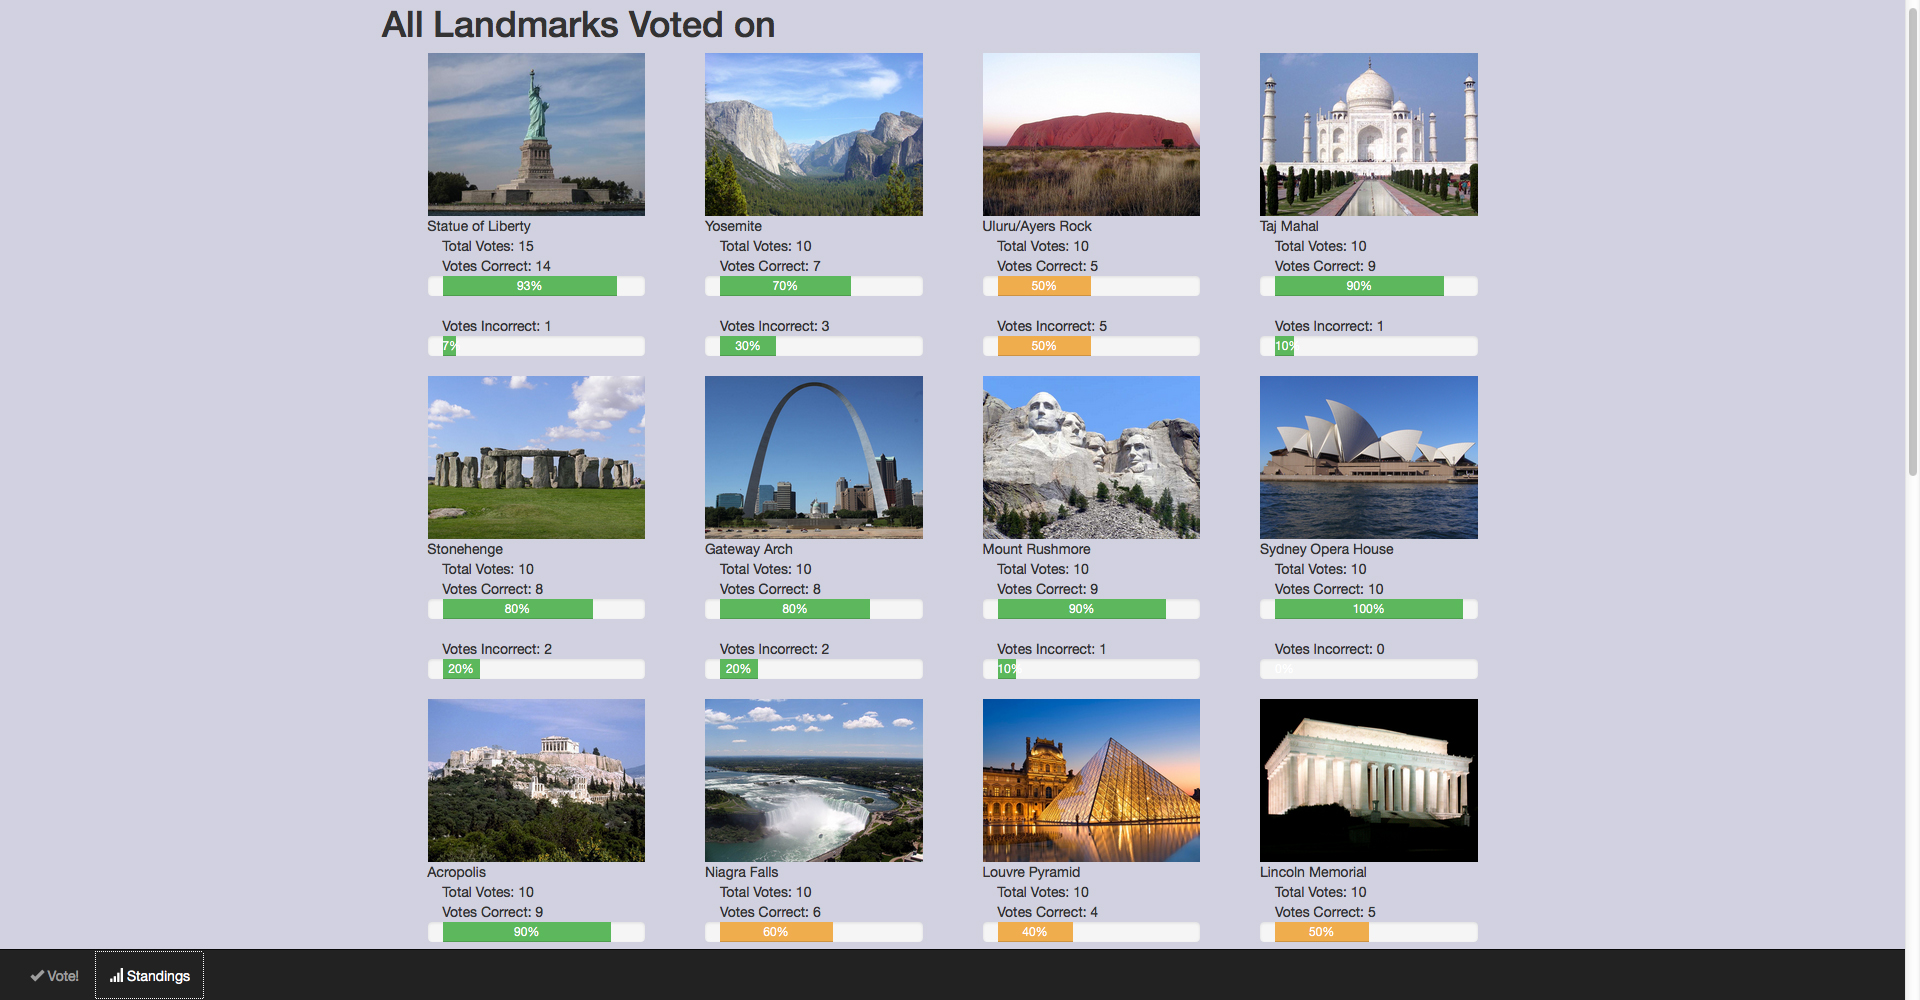 All Landmarks Voted on
Statue of Liberty
Total Votes: 15
Votes Correct: 14
93%
Votes Incorrect: 1
7%
Yosemite
Total Votes: 10
Votes Correct: 7
70%
Votes Incorrect: 3
30%
Uluru/Ayers Rock
Total Votes: 10
Votes Correct: 5
50%
Votes Incorrect: 5
50%
Taj Mahal
Total Votes: 10
Votes Correct: 9
90%
Votes Incorrect: 1
10%
Stonehenge
Total Votes: 10
Votes Correct: 8
80%
Votes Incorrect: 2
20%
Gateway Arch
Total Votes: 10
Votes Correct: 8
80%
Votes Incorrect: 2
20%
Mount Rushmore
Total Votes: 10
Votes Correct: 9
90%
Votes Incorrect: 1
10%
Sydney Opera House
Total Votes: 10
Votes Correct: 10
100%
Votes Incorrect: 0
0%
Acropolis
Total Votes: 10
Votes Correct: 9
90%
Niagra Falls
Total Votes: 10
Votes Correct: 6
60%
Louvre Pyramid
Total Votes: 10
Votes Correct: 4
40%
Lincoln Memorial
Total Votes: 10
Votes Correct: 5
50%
Vote!
Standings